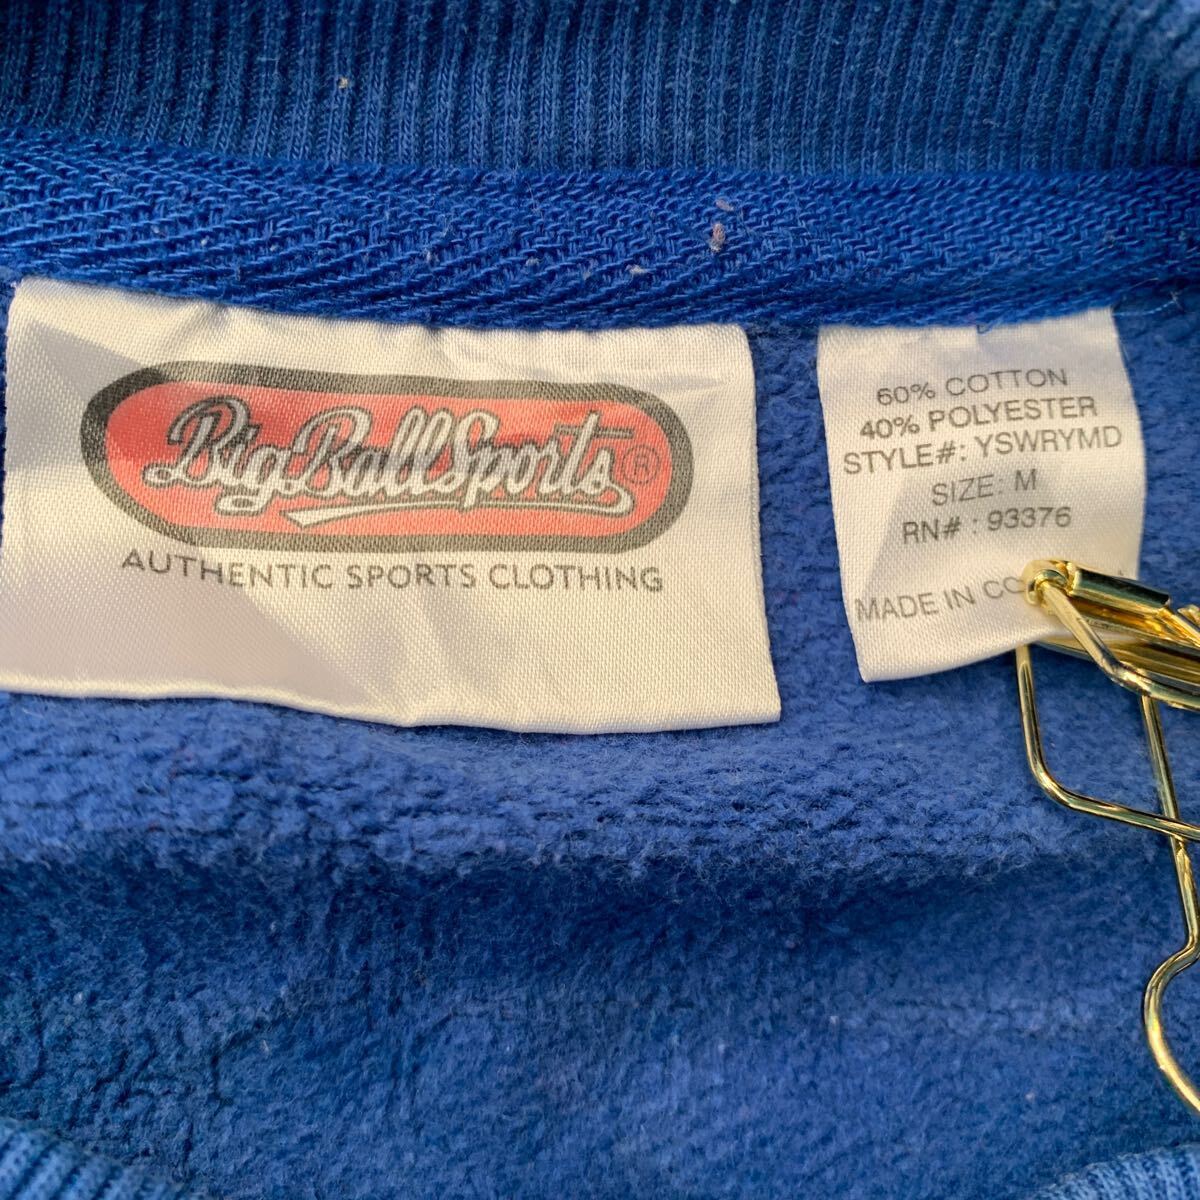 BigBallSports®
AUTHENTIC SPORTS CLOTHING
60% COTTON
40% POLYESTER
STYLE#: YSWRYMD
SIZE: M
RN# : 93376
MADE IN